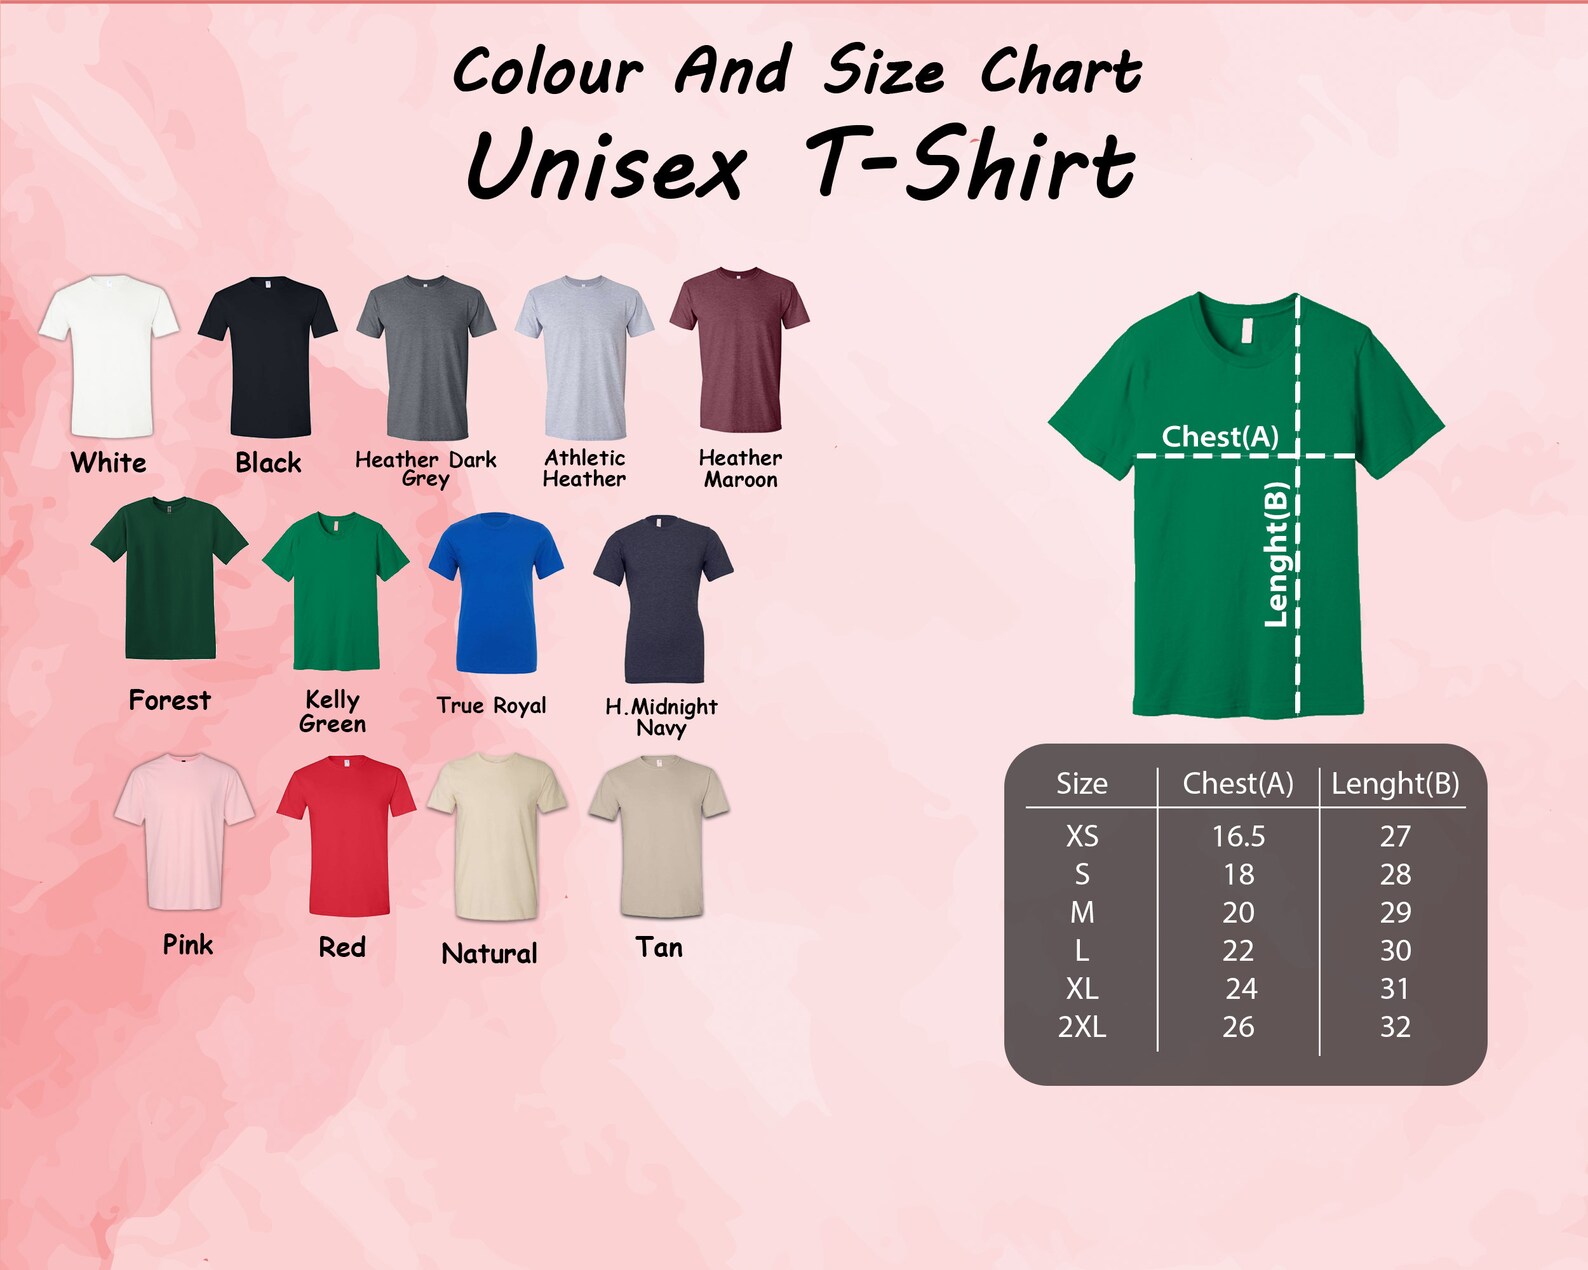 Colour And Size Chart
Unisex T-Shirt
White
Black
Heather Dark
Grey
Athletic
Heather
Heather
Maroon
Forest
Kelly
Green
True Royal
H.Midnight
Navy
Pink
Red
Natural
Tan
Chest(A)
Lenght(B)
Size Chest(A) Lenght(B)
XS 16.5 27
S 18 28
M 20 29
L 22 30
XL 24 31
2XL 26 32